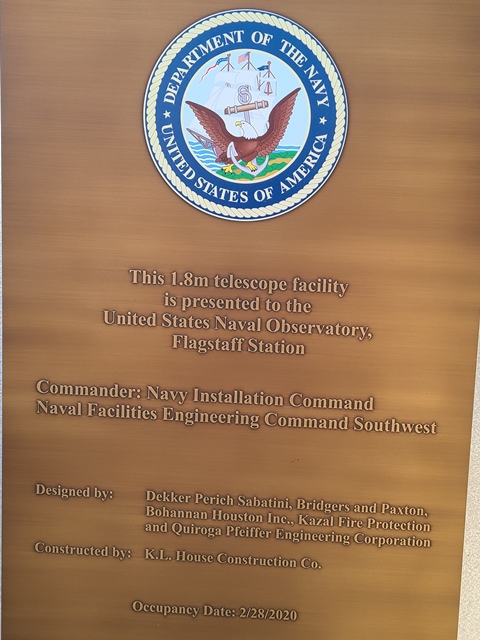 DEPARTMENT OF THE NAVY
UNITED STATES OF AMERICA
This 1.8m telescope facility
is presented to the
United States Naval Observatory,
Flagstaff Station
Commander: Navy Installation Command
Naval Facilities Engineering Command Southwest
Designed by: Dekker Perich Sabatini, Bridgers and Paxton,
Bohannan Houston Inc., Kazal Fire Protection
and Quiroga Pfeiffer Engineering Corporation
Constructed by: K.L. House Construction Co.
Occupancy Date: 2/28/2020